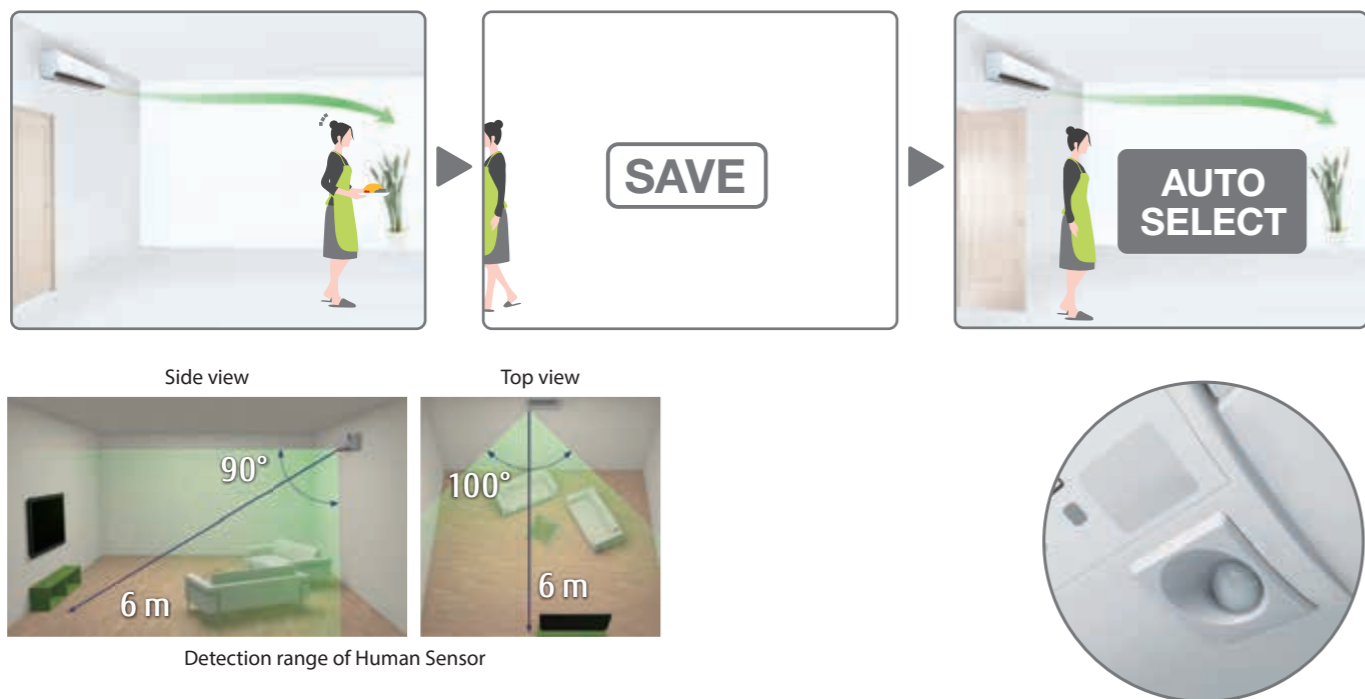 SAVE
AUTO
SELECT
Side view
Top view
90°
6 m
100°
6 m
Detection range of Human Sensor